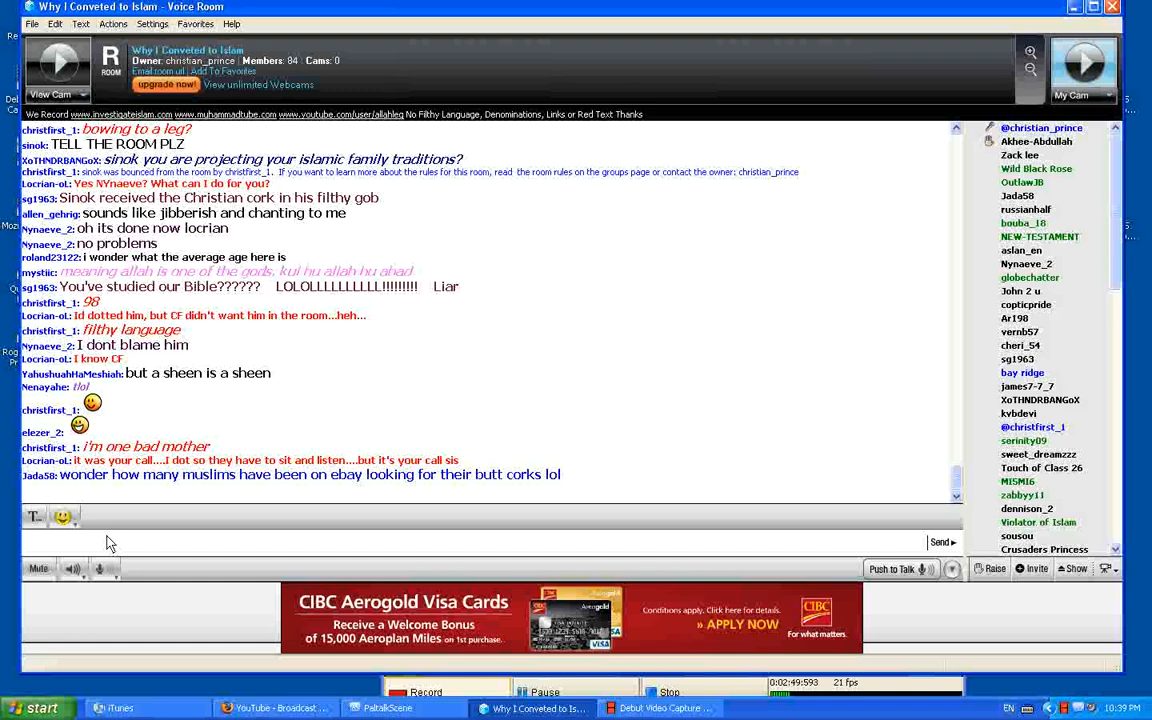 Why I Conveted to Islam - Voice Room
File Edit Text Actions Settings Favorites Help
R
ROOM
Why I Conveted to Islam
Owner: christian_prince | Members: 84 | Cams: 0
Email room url | Add To Favorites
upgrade now! View unlimited Webcams
View Cam
My Cam
We Record www.investigateislam.com www.muhammadtube.com www.youtube.com/user/allahleg No Filthy Language, Denominations, Links or Red Text Thanks
christfirst_1: bowing to a leg?
sinok: TELL THE ROOM PLZ
XoTHNDRBANGoX: sinok you are projecting your islamic family traditions?
christfirst_1: sinok was bounced from the room by christfirst_1. If you want to learn more about the rules for this room, read the room rules on the groups page or contact the owner: christian_prince
Locrian-oL: Yes NYnaeve? What can I do for you?
sg1963: Sinok received the Christian cork in his filthy gob
allen_gehrig: sounds like jibberish and chanting to me
Nynaeve_2: oh its done now locrian
Nynaeve_2: no problems
roland23122: i wonder what the average age here is
mystiic: meaning allah is one of the gods, kul hu allah hu ahad
sg1963: You've studied our Bible?????? LOLOLLLLLLLLL!!!!!!!!! Liar
christfirst_1: 98
Locrian-oL: Id dotted him, but CF didn't want him in the room...heh...
christfirst_1: filthy language
Nynaeve_2: I dont blame him
Locrian-oL: I know CF
YahushuahHaMeshiah: but a sheen is a sheen
Nenayahe: tlol
christfirst_1:
elezer_2:
christfirst_1: i'm one bad mother
Locrian-oL: it was your call....I dot so they have to sit and listen....but it's your call sis
Jada58: wonder how many muslims have been on ebay looking for their butt corks lol
@christian_prince
Akhee-Abdullah
Zack lee
Wild Black Rose
OutlawJB
Jada58
russianhalf
bouba_18
NEW-TESTAMENT
aslan_en
Nynaeve_2
globechatter
John 2 u
copticpride
Ar198
vernb57
cheri_54
sg1963
bay ridge
james7-7_7
XoTHNDRBANGoX
kvbdevi
@christfirst_1
serinity09
sweet_dreamzzz
Touch of Class 26
MI5MI6
zabbyy11
dennison_2
Violator of Islam
sousou
Crusaders Princess
T..
Send
Mute
Push to Talk
Raise Invite Show
CIBC Aerogold Visa Cards
Receive a Welcome Bonus
of 15,000 Aeroplan Miles on 1st purchase.
VISA
Conditions apply. Click here for details.
» APPLY NOW
CIBC
For what matters.
Record Pause Stop 0:02:49:593 21 fps
start iTunes YouTube - Broadcast ... PaltalkScene Why I Conveted to Is... Debut Video Capture ... EN 10:39 PM